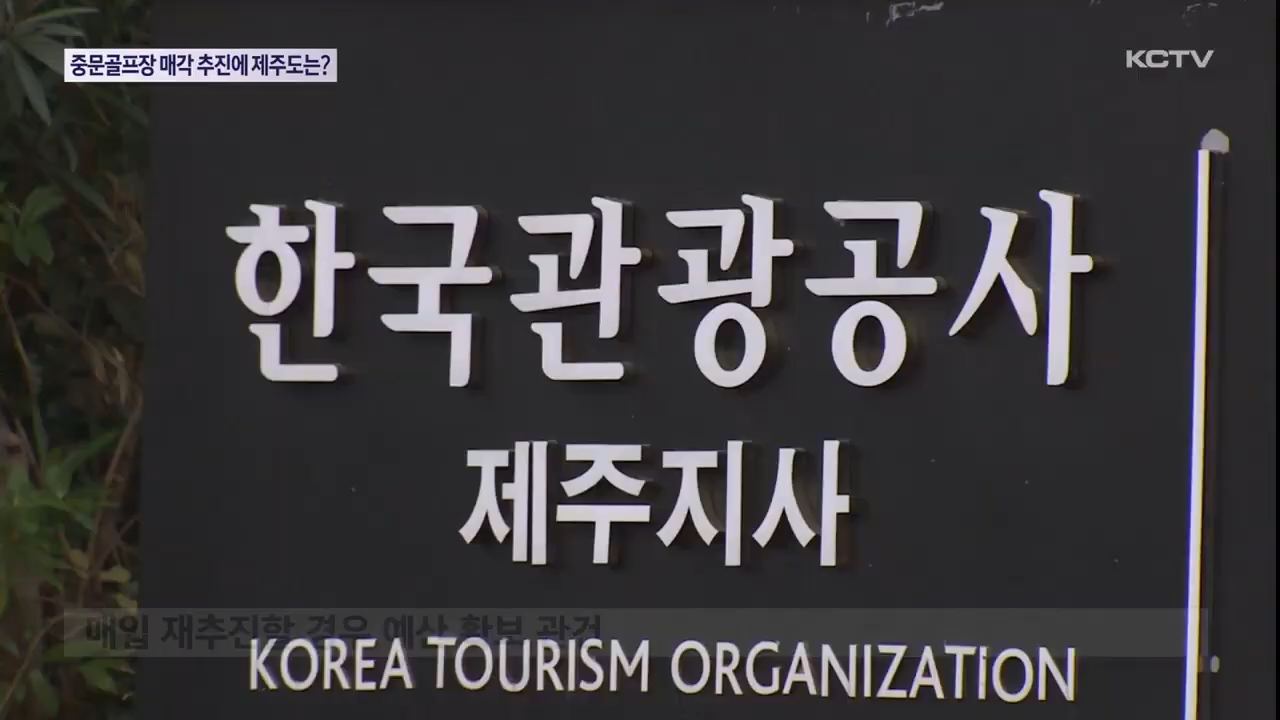 중문골프장 매각 추진에 제주도는?
KCTV
한국관광공사
제주지사
매입 재추진할 경우 예산 확보 관건
KOREA TOURISM ORGANIZATION